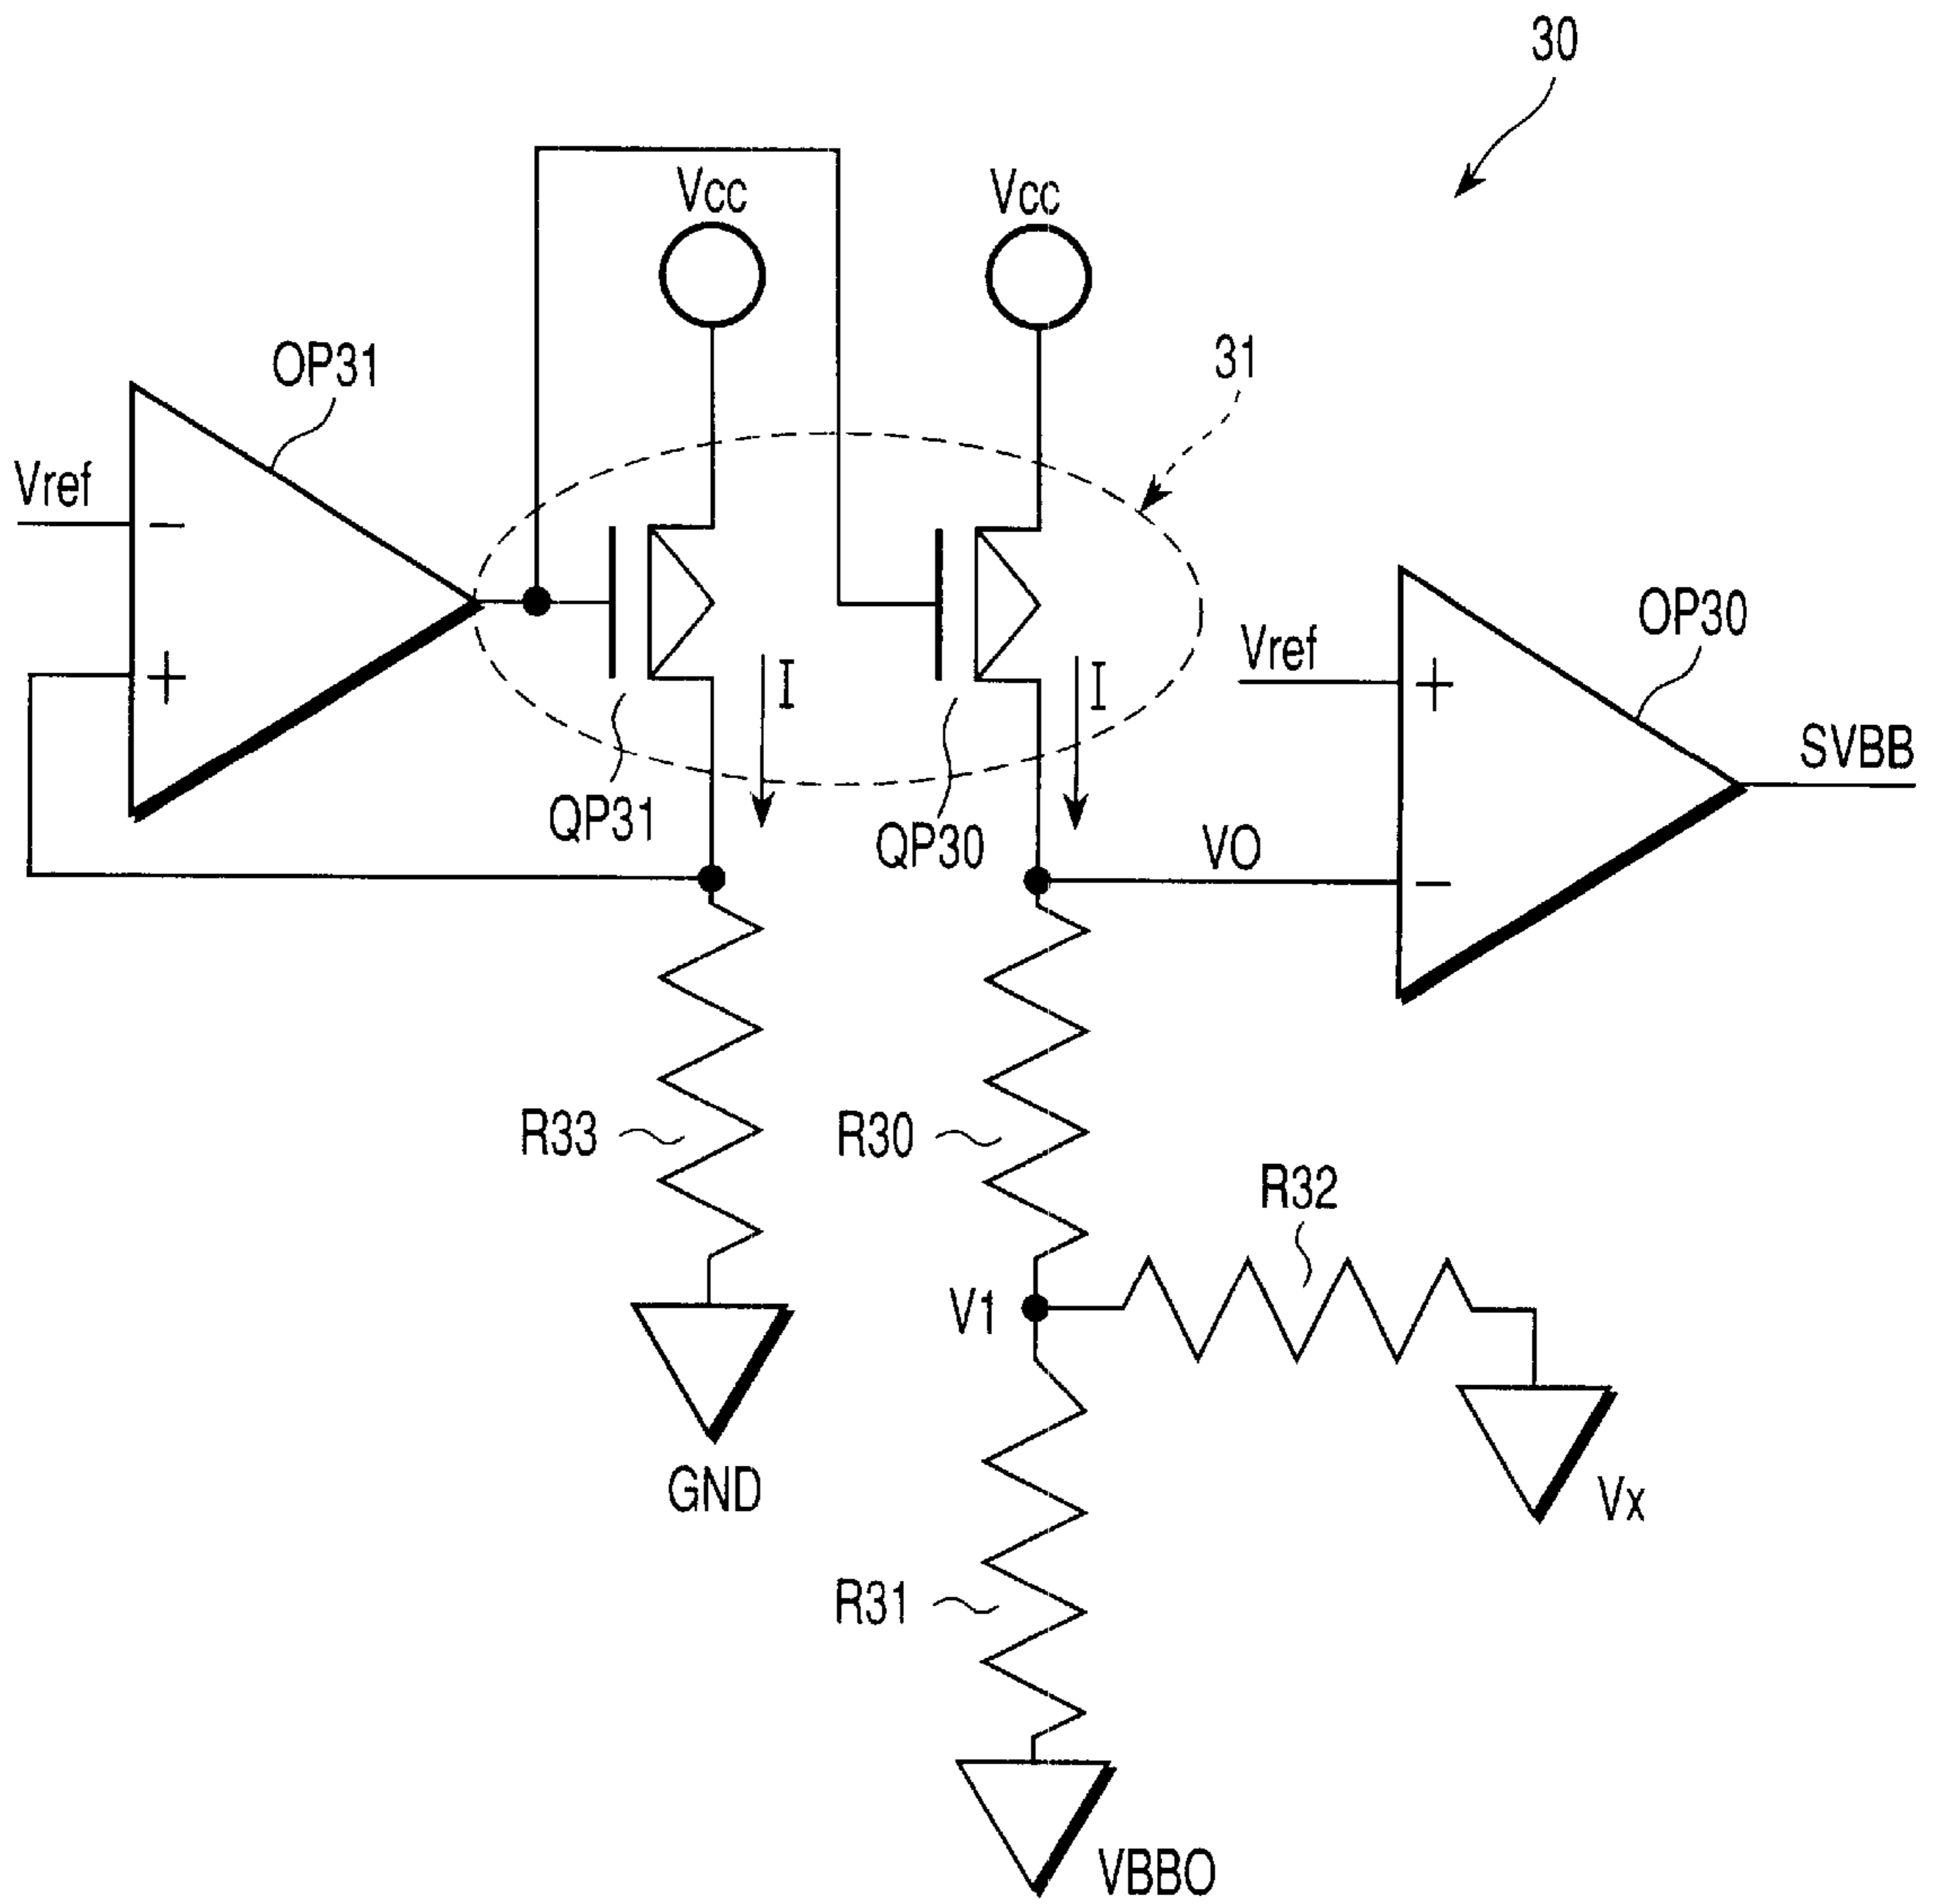 30
Vcc
Vcc
31
OP31
Vref
−
+
I
I
QP31
QP30
OP30
Vref
+
−
SVBB
VO
R33
R30
R32
V1
GND
Vx
R31
VBBO